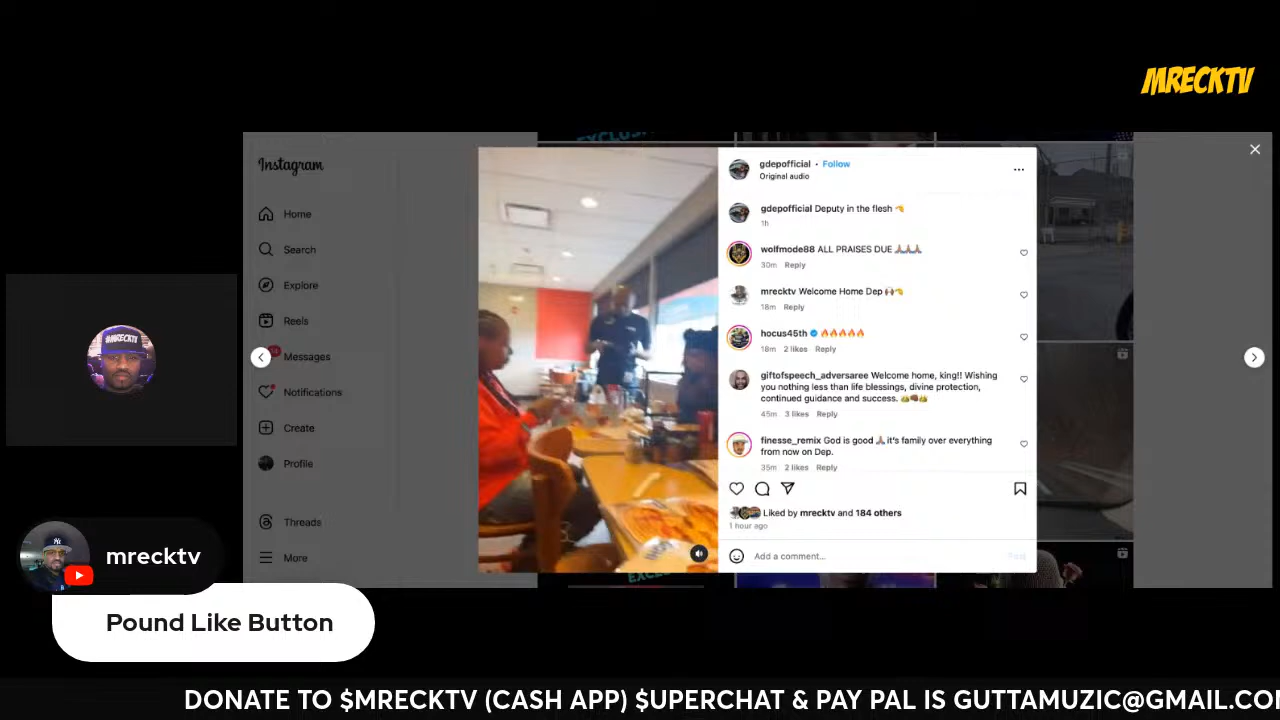 MRECKTV
EXCLUS
Instagram
Home
Search
Explore
Reels
Messages
Notifications
Create
Profile
Threads
More
gdepofficial • Follow
Original audio
gdepofficial Deputy in the flesh 🔫
1h
wolfmode88 ALL PRAISES DUE 🙏🏽🙏🏽🙏🏽
30m Reply
mrecktv Welcome Home Dep 🙌🏾🔫
18m Reply
hocus45th 🔥🔥🔥🔥🔥
18m 2 likes Reply
giftofspeech_adversaree Welcome home, king!! Wishing
you nothing less than life blessings, divine protection,
continued guidance and success.
45m 3 likes Reply
finesse_remix God is good 🙏🏽 it's family over everything
from now on Dep.
35m 2 likes Reply
Liked by mrecktv and 184 others
1 hour ago
Add a comment...
Post
EXCLUS
#MRECKTV
mrecktv
Pound Like Button
DONATE TO $MRECKTV (CASH APP) $UPERCHAT & PAY PAL IS GUTTAMUZIC@GMAIL.CO